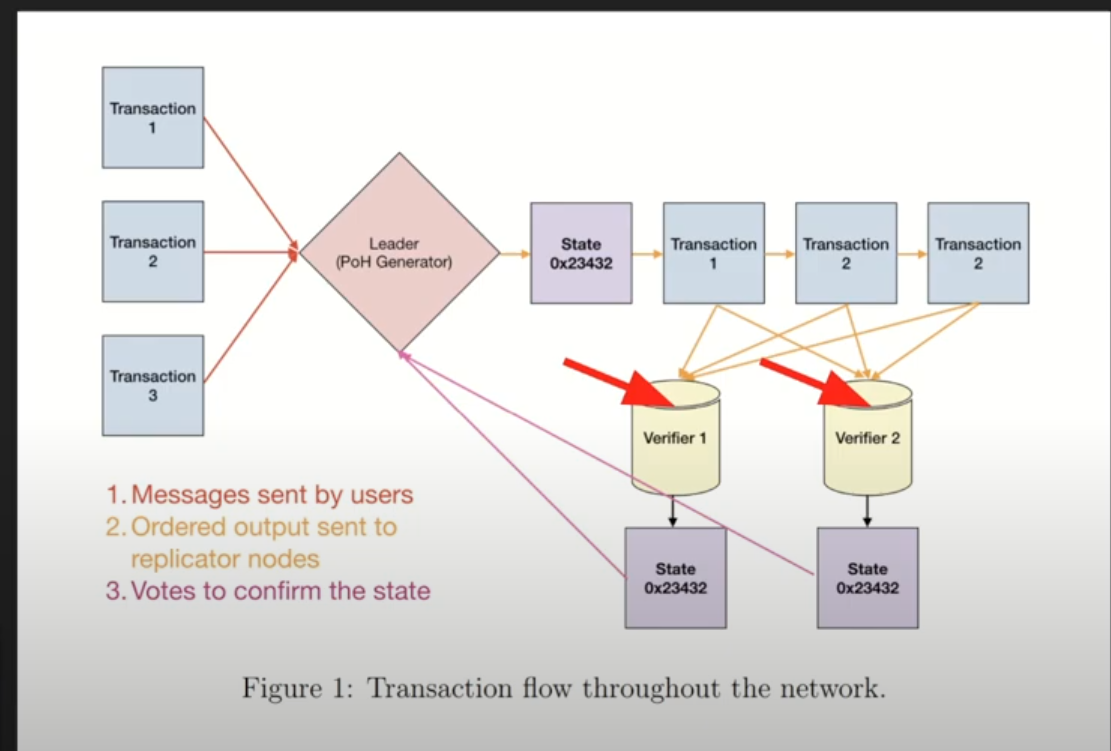 Transaction
1
Transaction
2
Transaction
3
Leader
(PoH Generator)
State
0x23432
Transaction
1
Transaction
2
Transaction
2
Verifier 1
Verifier 2
State
0x23432
State
0x23432
1. Messages sent by users
2. Ordered output sent to
replicator nodes
3. Votes to confirm the state
Figure 1: Transaction flow throughout the network.